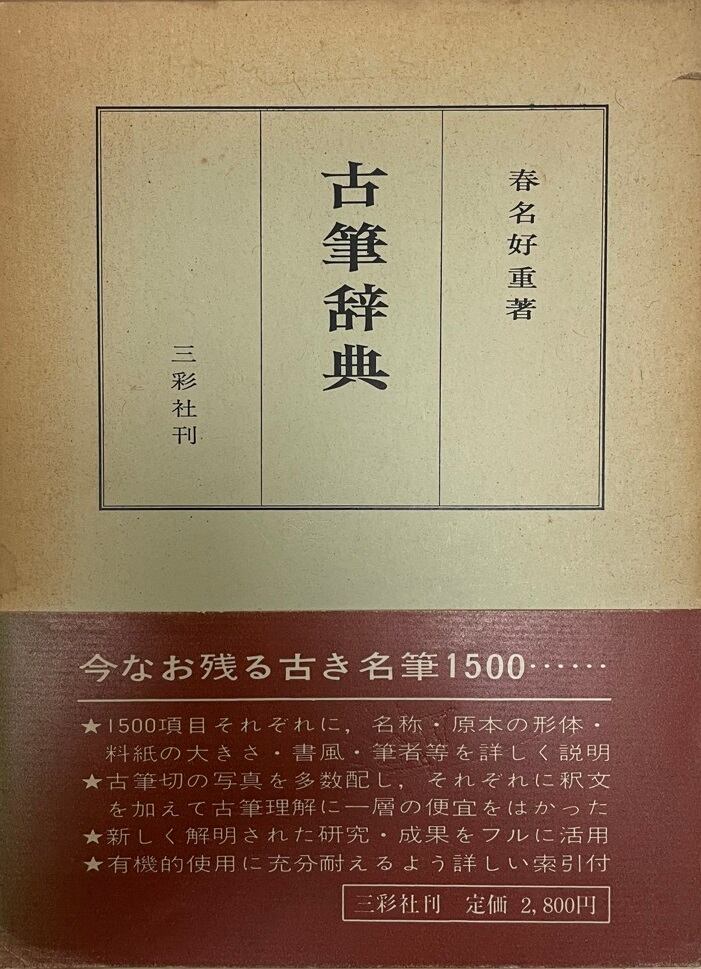 春名好重著
古筆辞典
三彩社刊
今なお残る古き名筆1500……
★1500項目それぞれに，名称・原本の形体・
料紙の大きさ・書風・筆者等を詳しく説明
★古筆切の写真を多数配し，それぞれに釈文
を加えて古筆理解に一層の便宜をはかった
★新しく解明された研究・成果をフルに活用
★有機的使用に充分耐えるよう詳しい索引付
三彩社刊　定価 2,800円